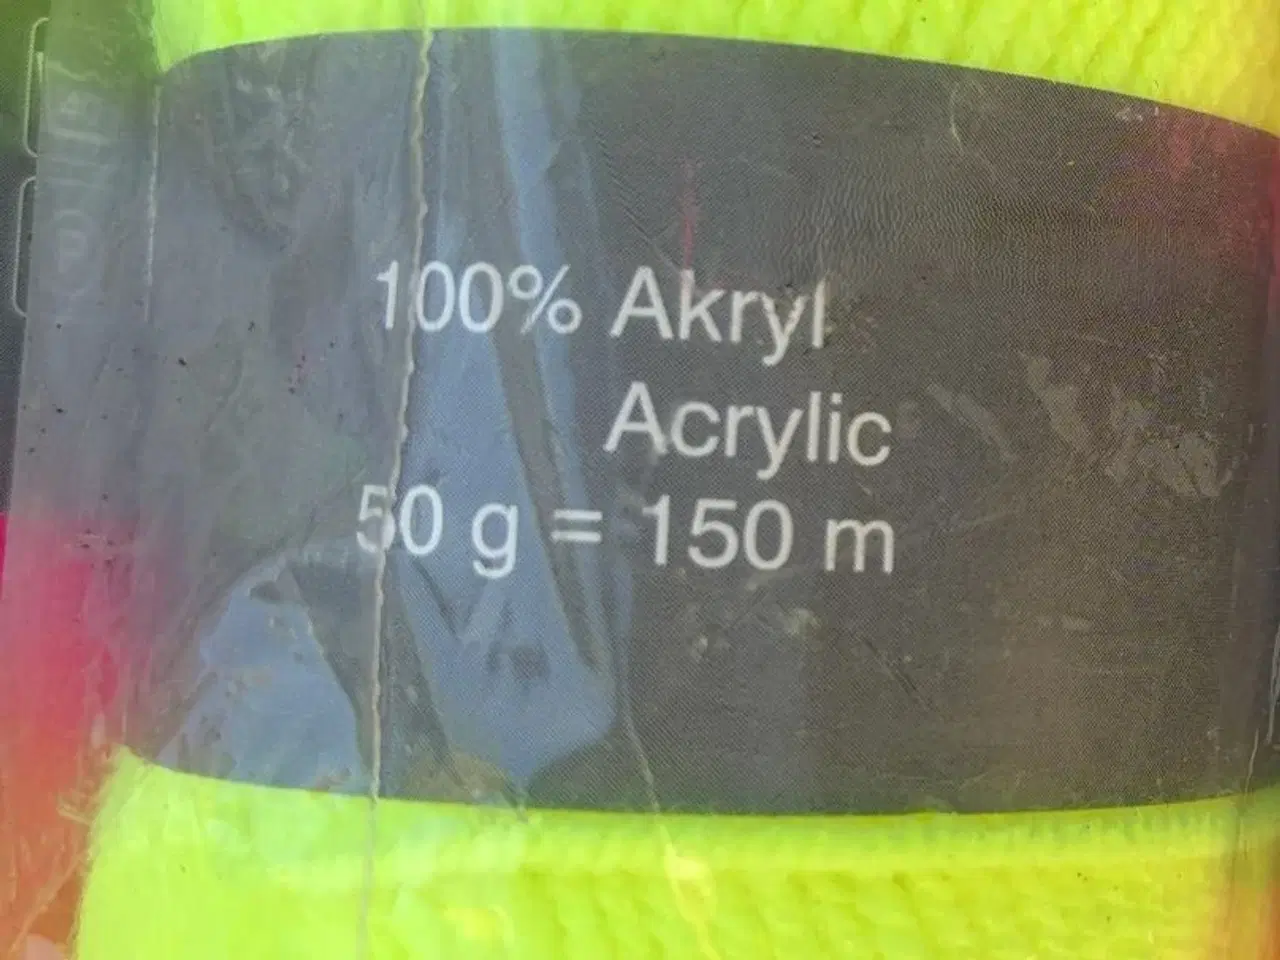 100% Akryl
Acrylic
50 g = 150 m